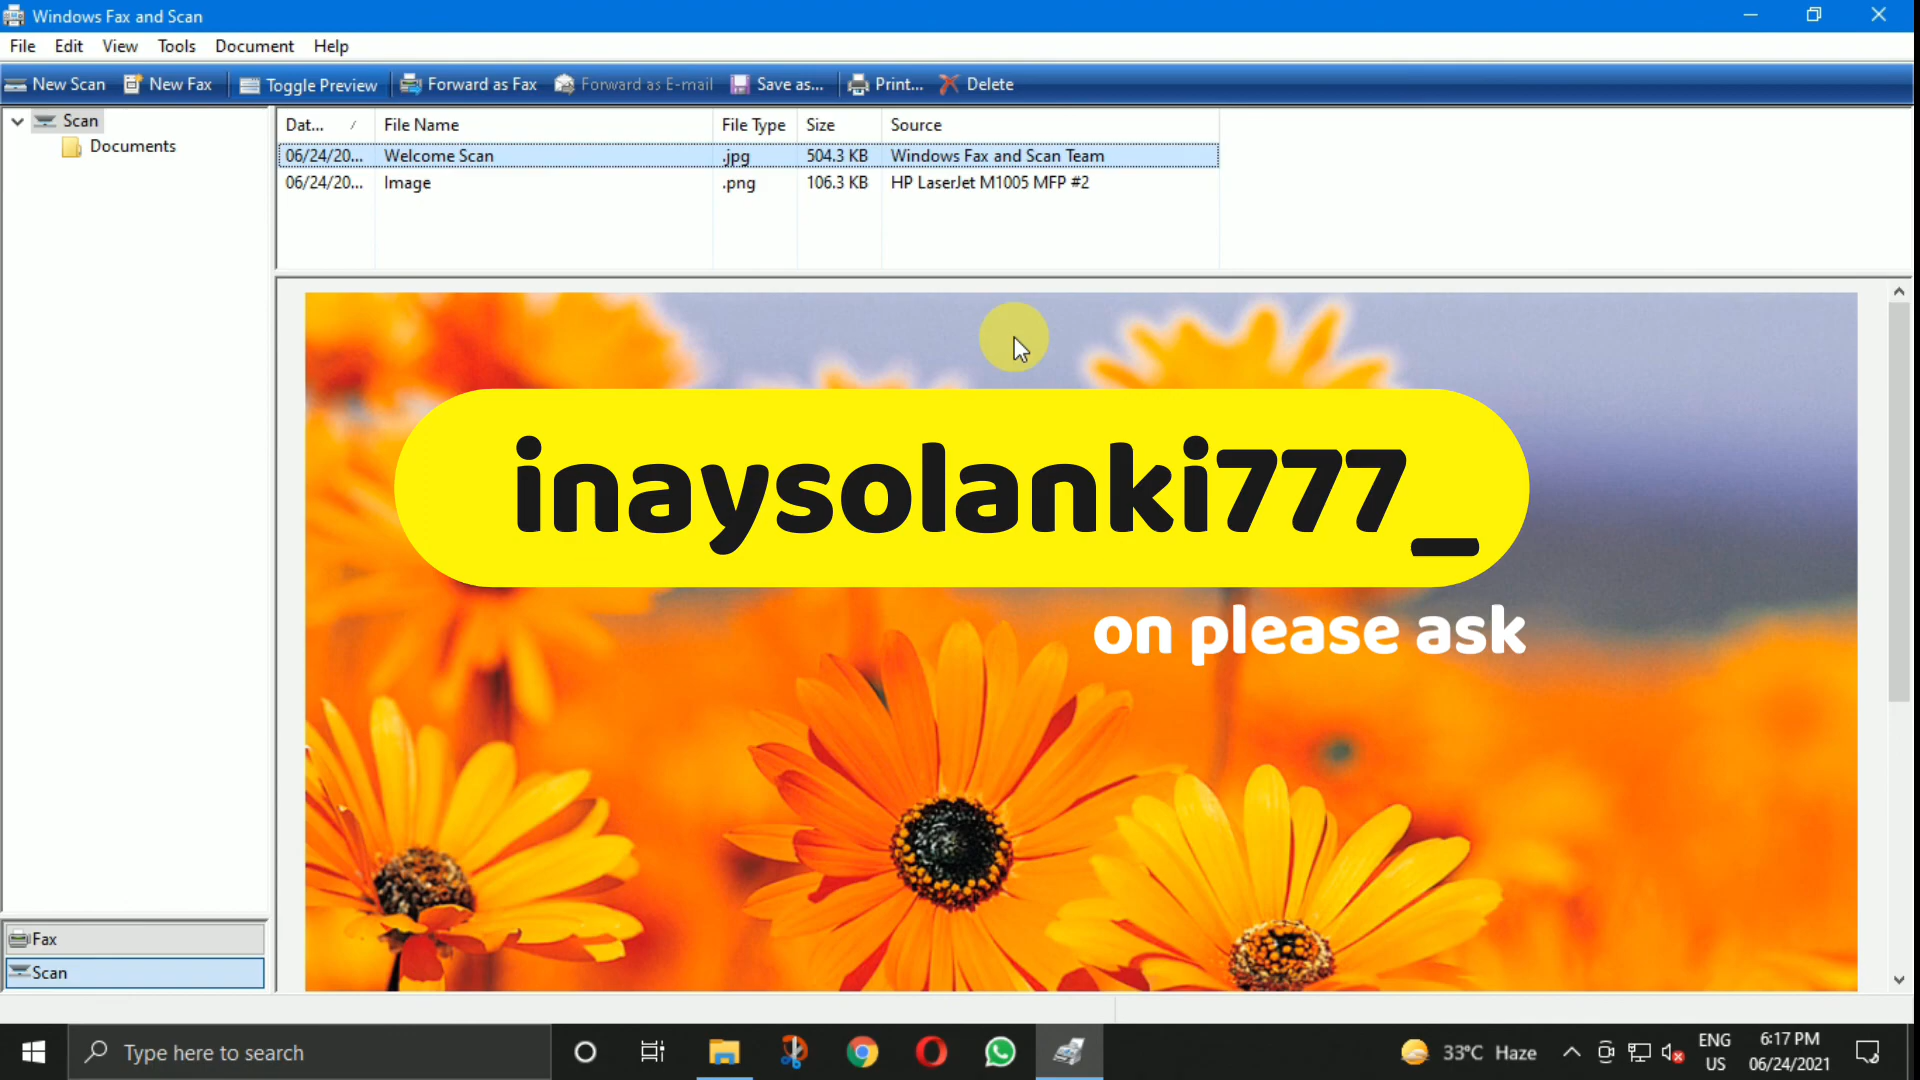 Windows Fax and Scan
File Edit View Tools Document Help
New Scan New Fax Toggle Preview Forward as Fax Forward as E-mail Save as... Print... Delete
Scan
Documents
Dat... File Name File Type Size Source
06/24/20... Welcome Scan .jpg 504.3 KB Windows Fax and Scan Team
06/24/20... Image .png 106.3 KB HP LaserJet M1005 MFP #2
inaysolanki777_
on please ask
Fax
Scan
Type here to search
33°C Haze
ENG
US
6:17 PM
06/24/2021